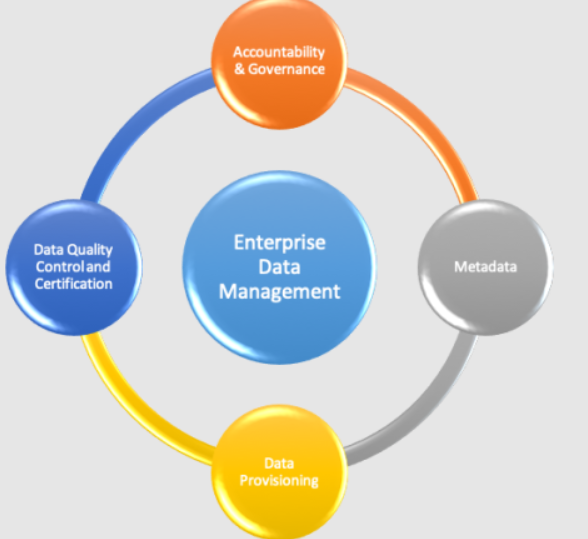 Accountability
& Governance
Data Quality
Control and
Certification
Enterprise
Data
Management
Metadata
Data
Provisioning